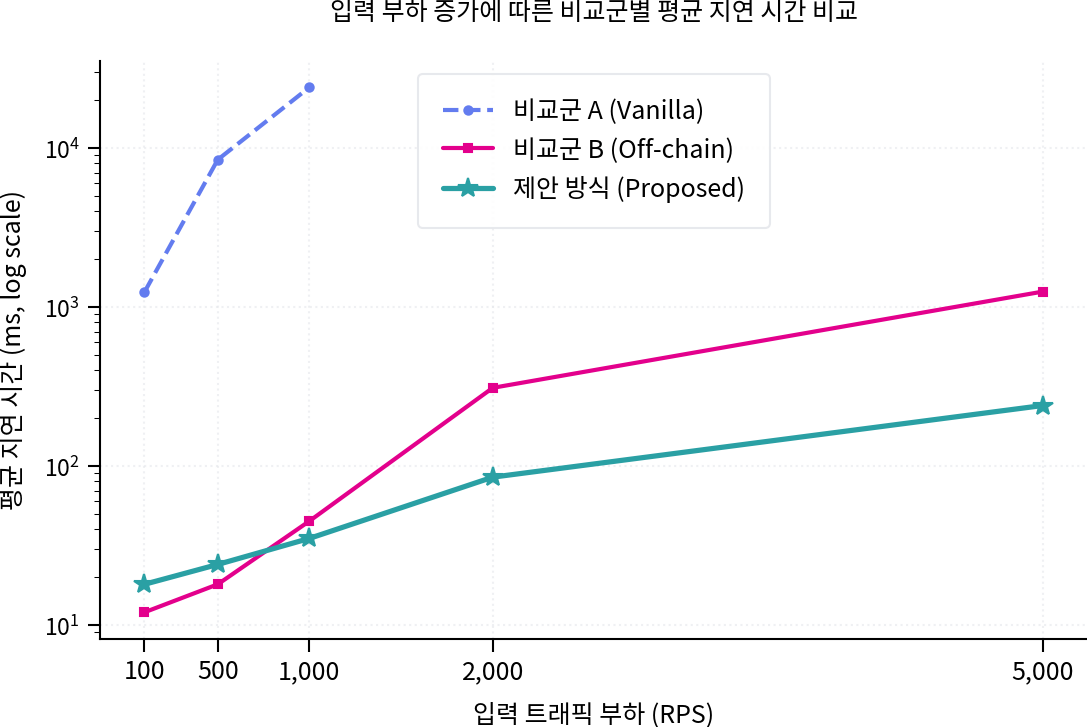 입력 부하 증가에 따른 비교군별 평균 지연 시간 비교
비교군 A (Vanilla)
비교군 B (Off-chain)
제안 방식 (Proposed)
평균 지연 시간 (ms, log scale)
10⁴
10³
10²
10¹
100 500 1,000 2,000 5,000
입력 트래픽 부하 (RPS)